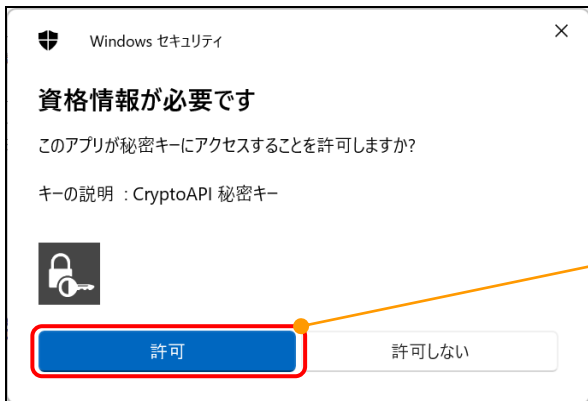 Windows セキュリティ
資格情報が必要です
このアプリが秘密キーにアクセスすることを許可しますか?
キーの説明 : CryptoAPI 秘密キー
許可
許可しない